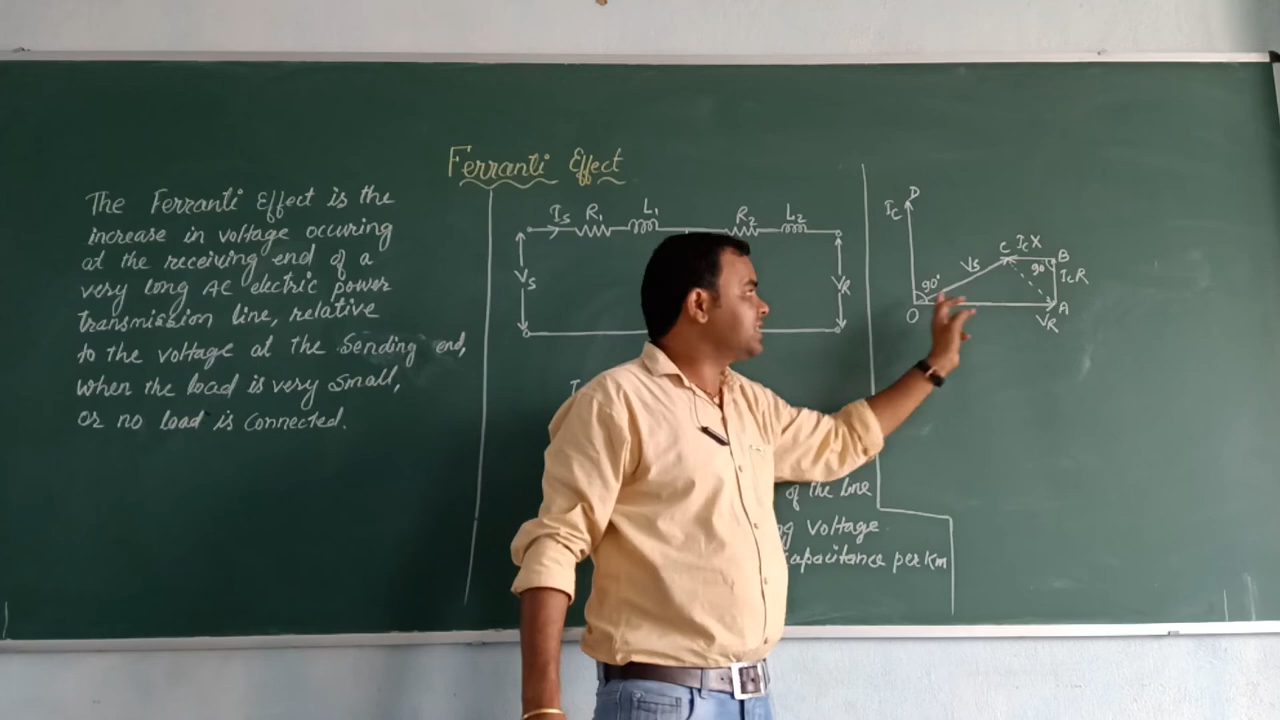 Ferranti Effect
The Ferranti Effect is the
increase in voltage occuring
at the receiving end of a
very long AC electric power
transmission line, relative
to the voltage at the Sending end,
when the load is very small,
or no load is connected.
Is R1 L1 R2 L2
Vs VR
of the line
voltage
capacitance per km
D
Ic
C IcX B
Vs 90° IcR
90°
O A
VR